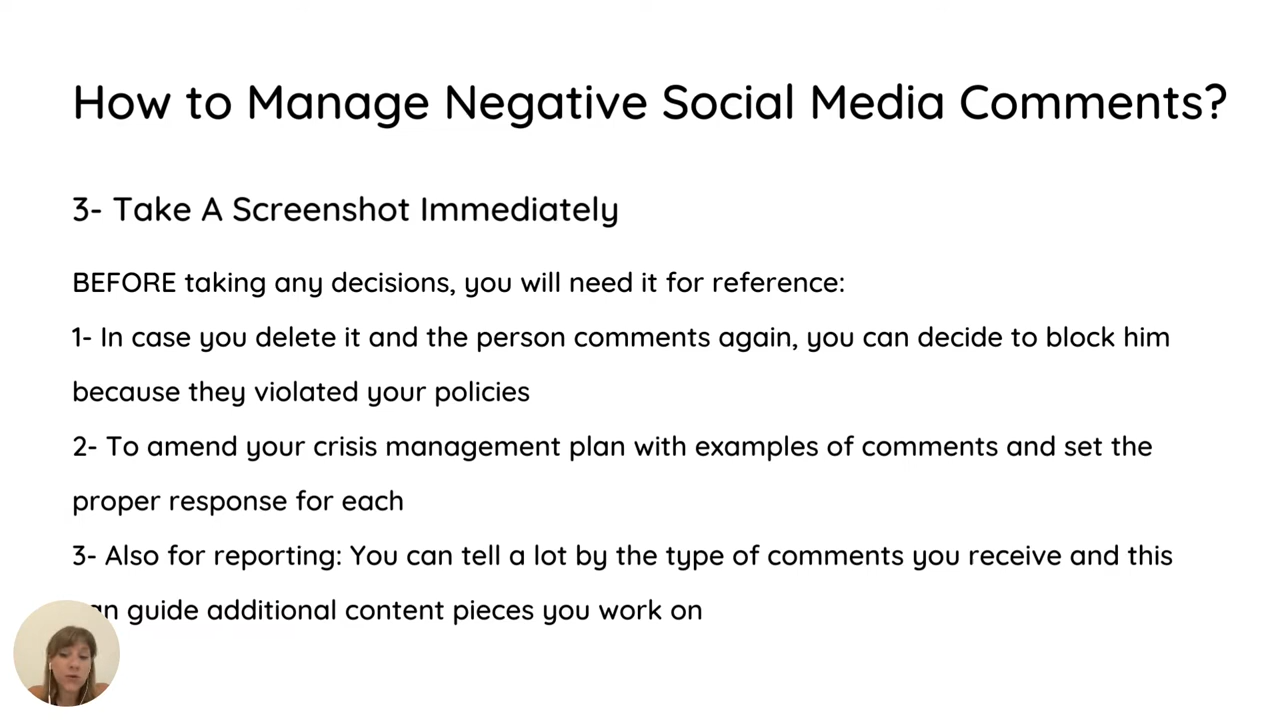 How to Manage Negative Social Media Comments?
3- Take A Screenshot Immediately
BEFORE taking any decisions, you will need it for reference:
1- In case you delete it and the person comments again, you can decide to block him
because they violated your policies
2- To amend your crisis management plan with examples of comments and set the
proper response for each
3- Also for reporting: You can tell a lot by the type of comments you receive and this
guide additional content pieces you work on